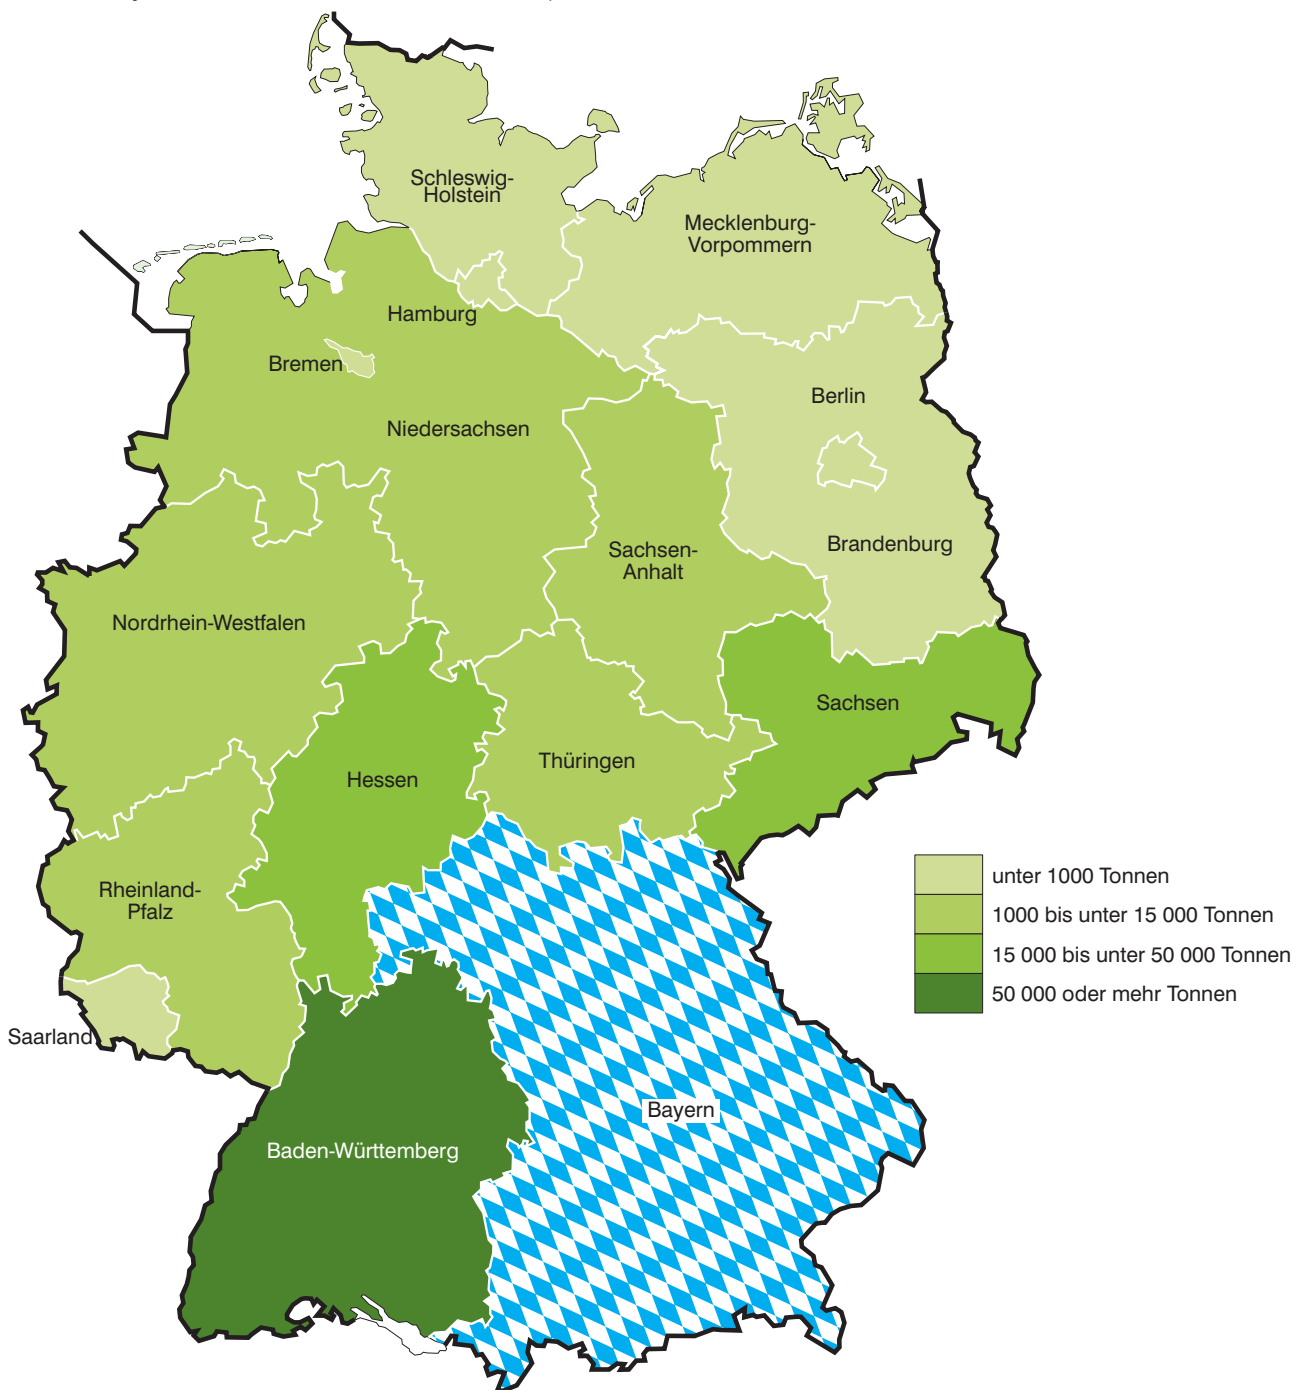 Schleswig-
Holstein
Mecklenburg-
Vorpommern
Hamburg
Bremen
Berlin
Niedersachsen
Brandenburg
Sachsen-
Anhalt
Nordrhein-Westfalen
Sachsen
Thüringen
Hessen
Rheinland-
Pfalz
unter 1000 Tonnen
1000 bis unter 15 000 Tonnen
15 000 bis unter 50 000 Tonnen
50 000 oder mehr Tonnen
Saarland
Bayern
Baden-Württemberg